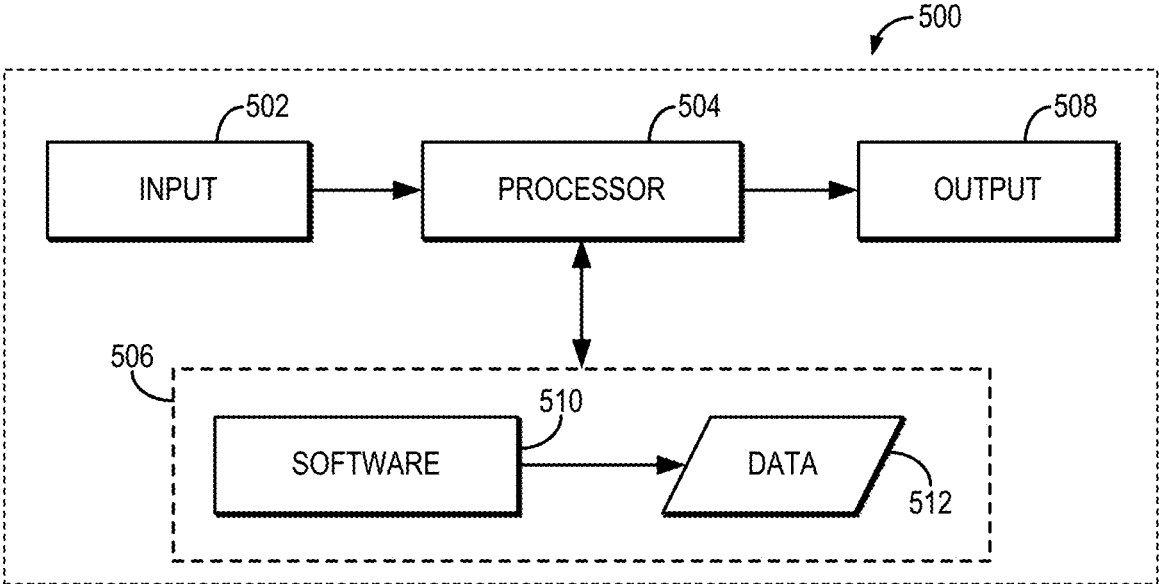 500
502
504
508
INPUT
PROCESSOR
OUTPUT
506
510
SOFTWARE
DATA
512